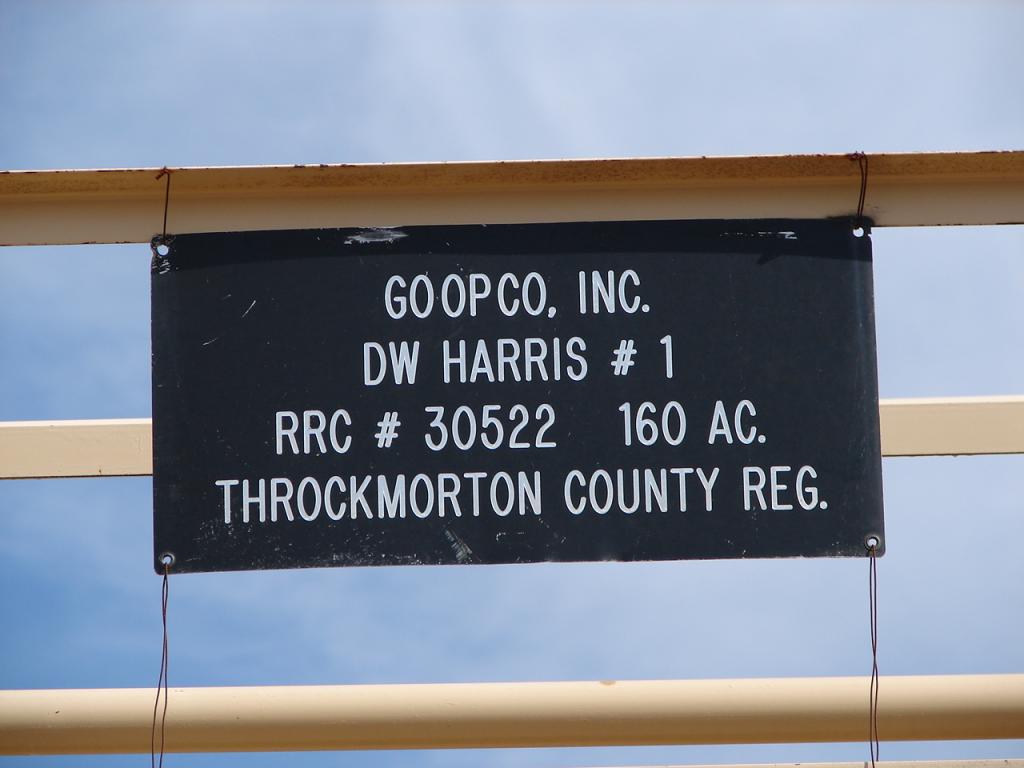 GOOPCO, INC.
DW HARRIS # 1
RRC # 30522 160 AC.
THROCKMORTON COUNTY REG.